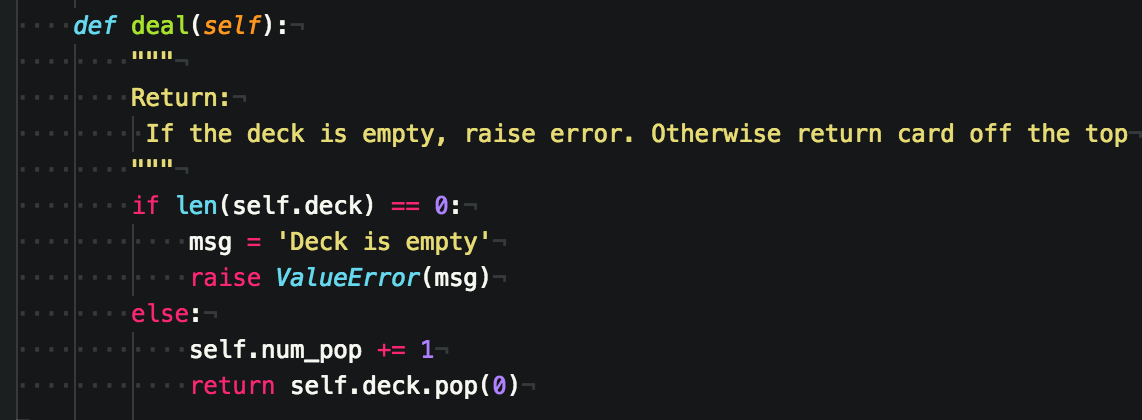 def deal(self):
"""
Return:
If the deck is empty, raise error. Otherwise return card off the top
"""
if len(self.deck) == 0:
msg = 'Deck is empty'
raise ValueError(msg)
else:
self.num_pop += 1
return self.deck.pop(0)